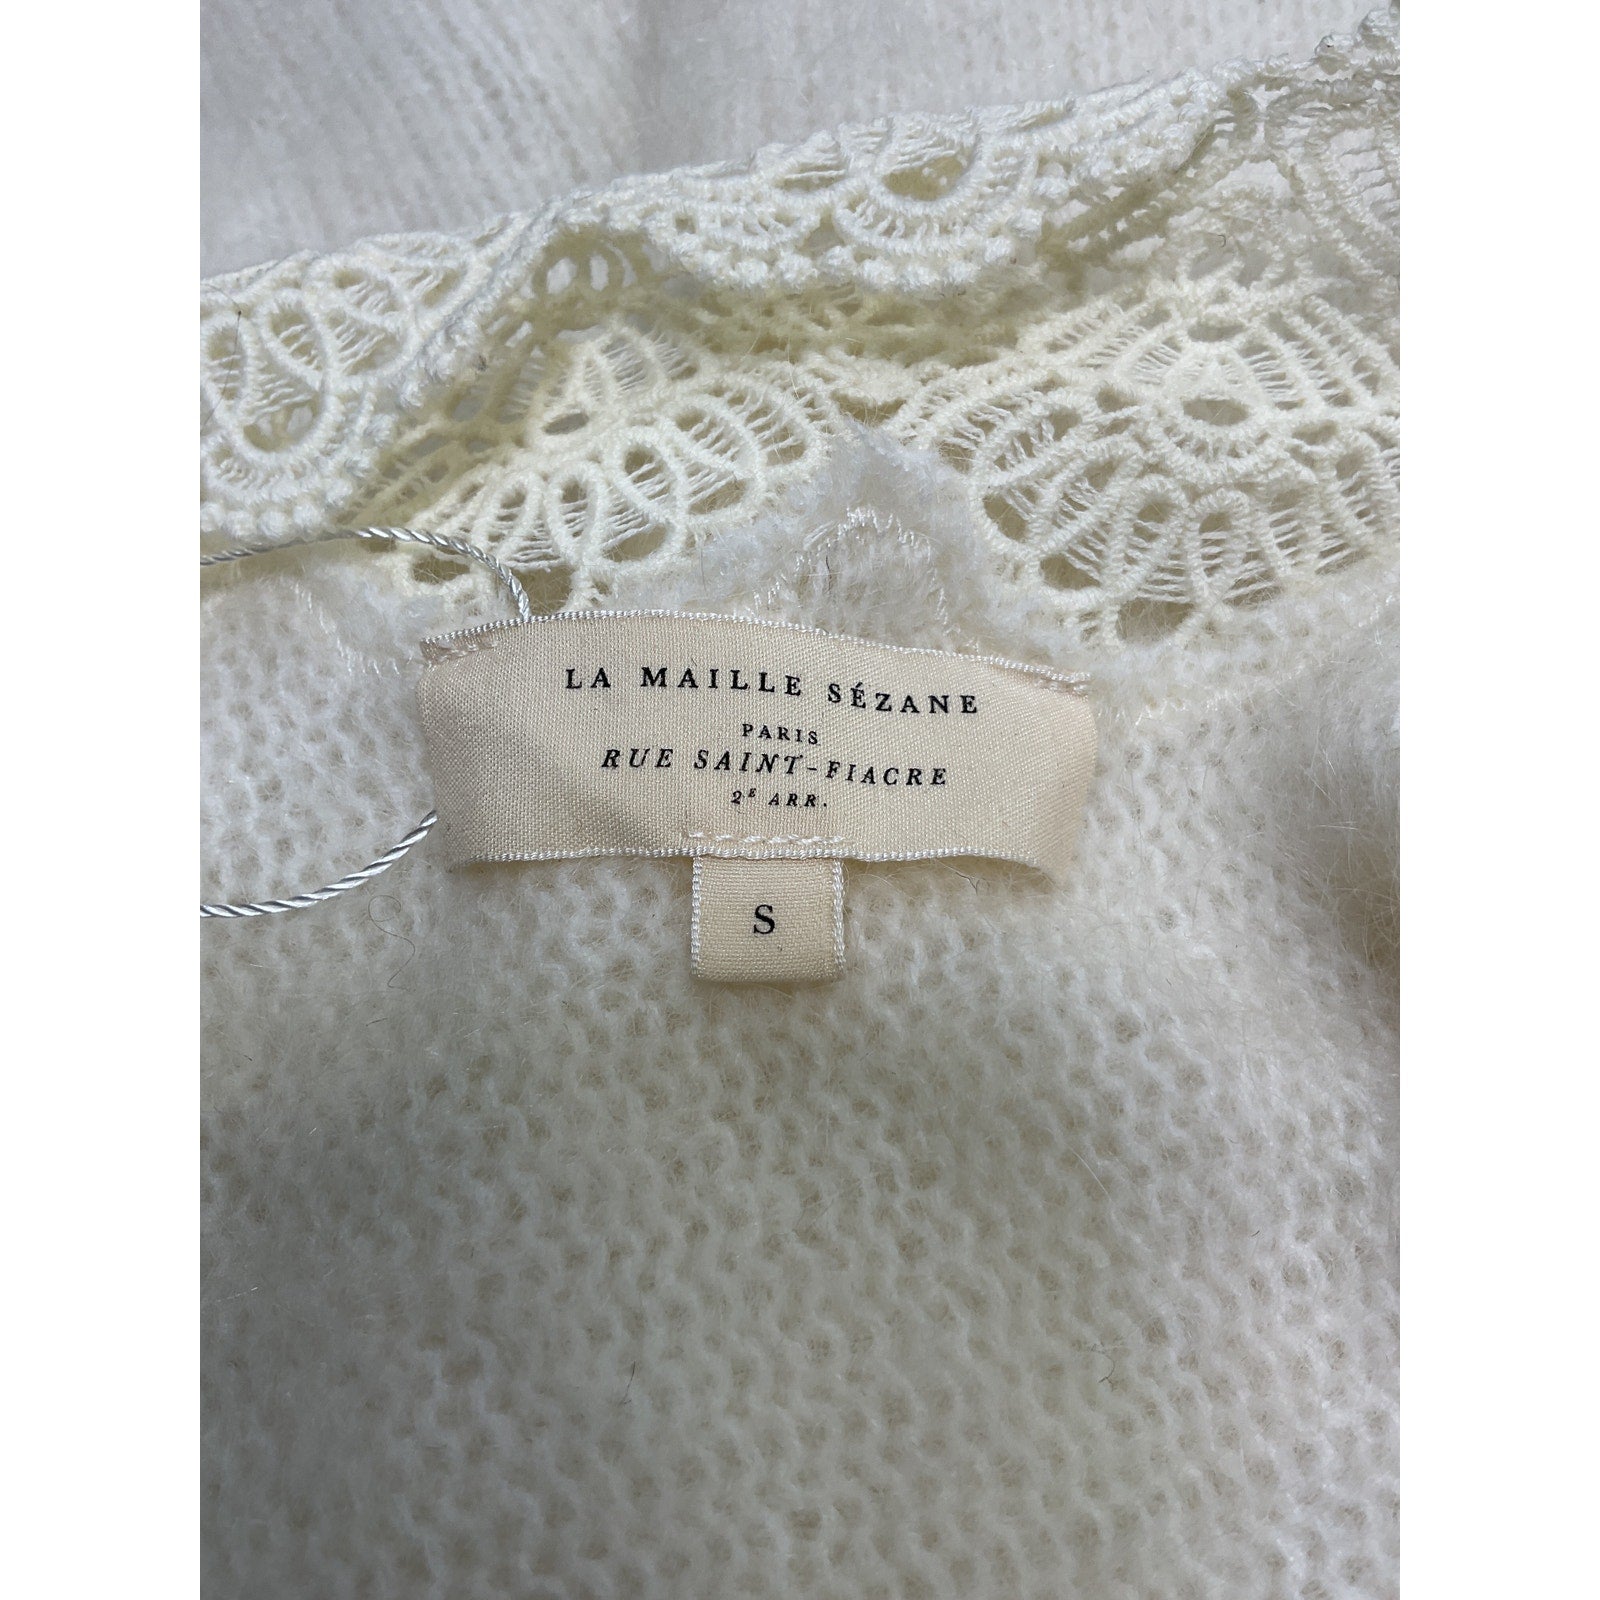 LA MAILLE SÉZANE
PARIS
RUE SAINT-FIACRE
2E ARR.
S